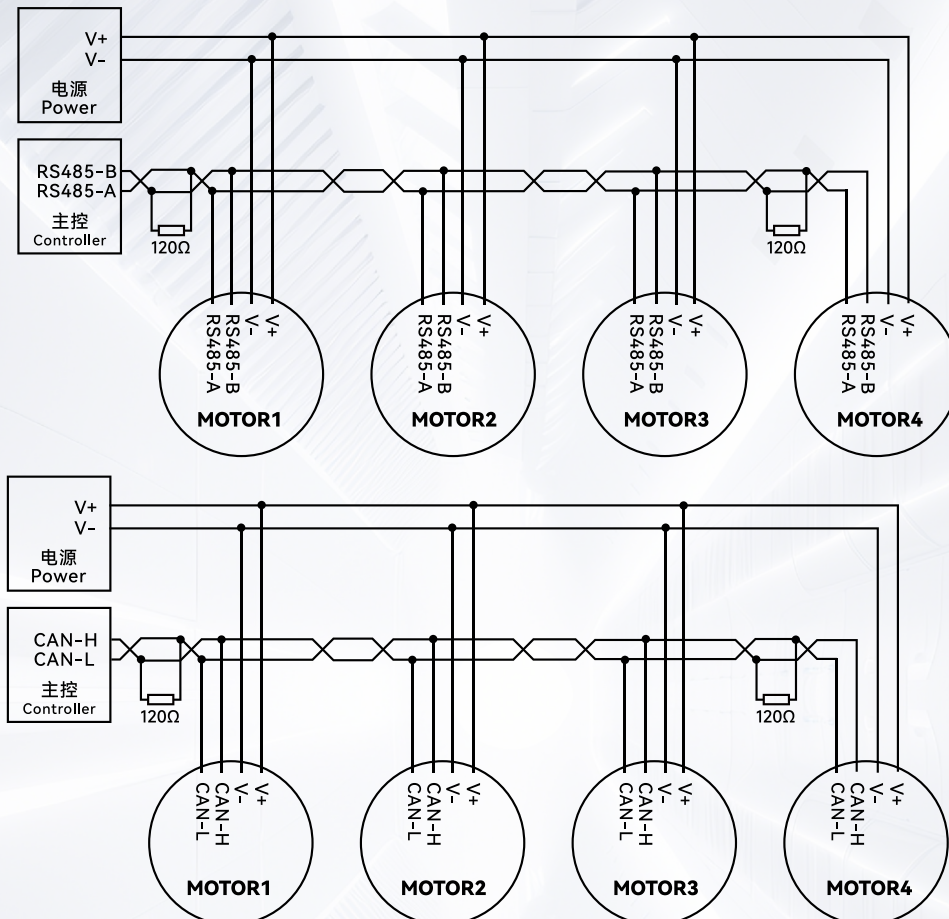 V+
V-
电源
Power
RS485-B
RS485-A
主控
Controller
120Ω
120Ω
RS485-A
RS485-B
V-
V+
MOTOR1
RS485-A
RS485-B
V-
V+
MOTOR2
RS485-A
RS485-B
V-
V+
MOTOR3
RS485-A
RS485-B
V-
V+
MOTOR4
V+
V-
电源
Power
CAN-H
CAN-L
主控
Controller
120Ω
120Ω
CAN-L
CAN-H
V-
V+
MOTOR1
CAN-L
CAN-H
V-
V+
MOTOR2
CAN-L
CAN-H
V-
V+
MOTOR3
CAN-L
CAN-H
V-
V+
MOTOR4